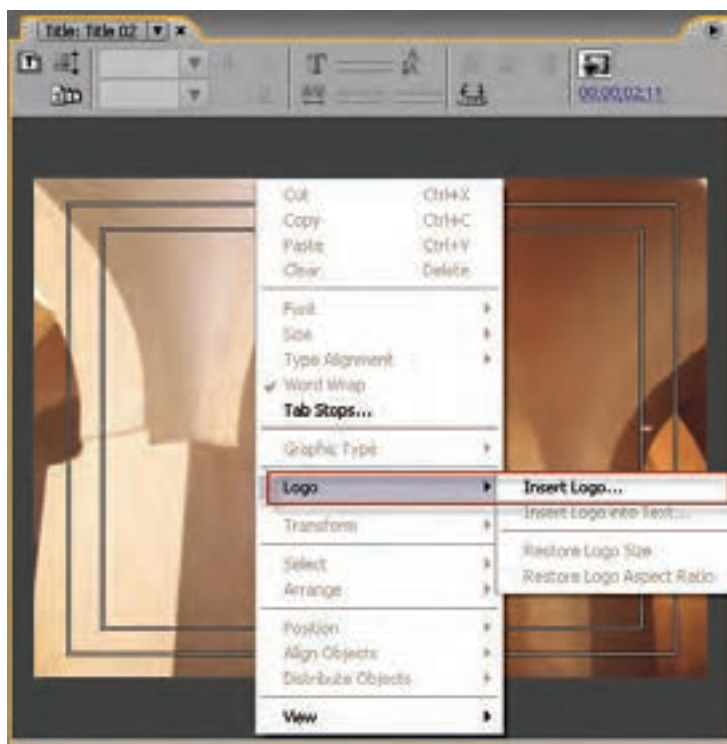 Title: Title 02
T
00;00;02;11
Cut Ctrl+X
Copy Ctrl+C
Paste Ctrl+V
Clear Delete
Font
Size
Type Alignment
Word Wrap
Tab Stops...
Graphic Type
Logo
Insert Logo...
Insert Logo into Text...
Transform
Restore Logo Size
Select
Restore Logo Aspect Ratio
Arrange
Position
Align Objects
Distribute Objects
View